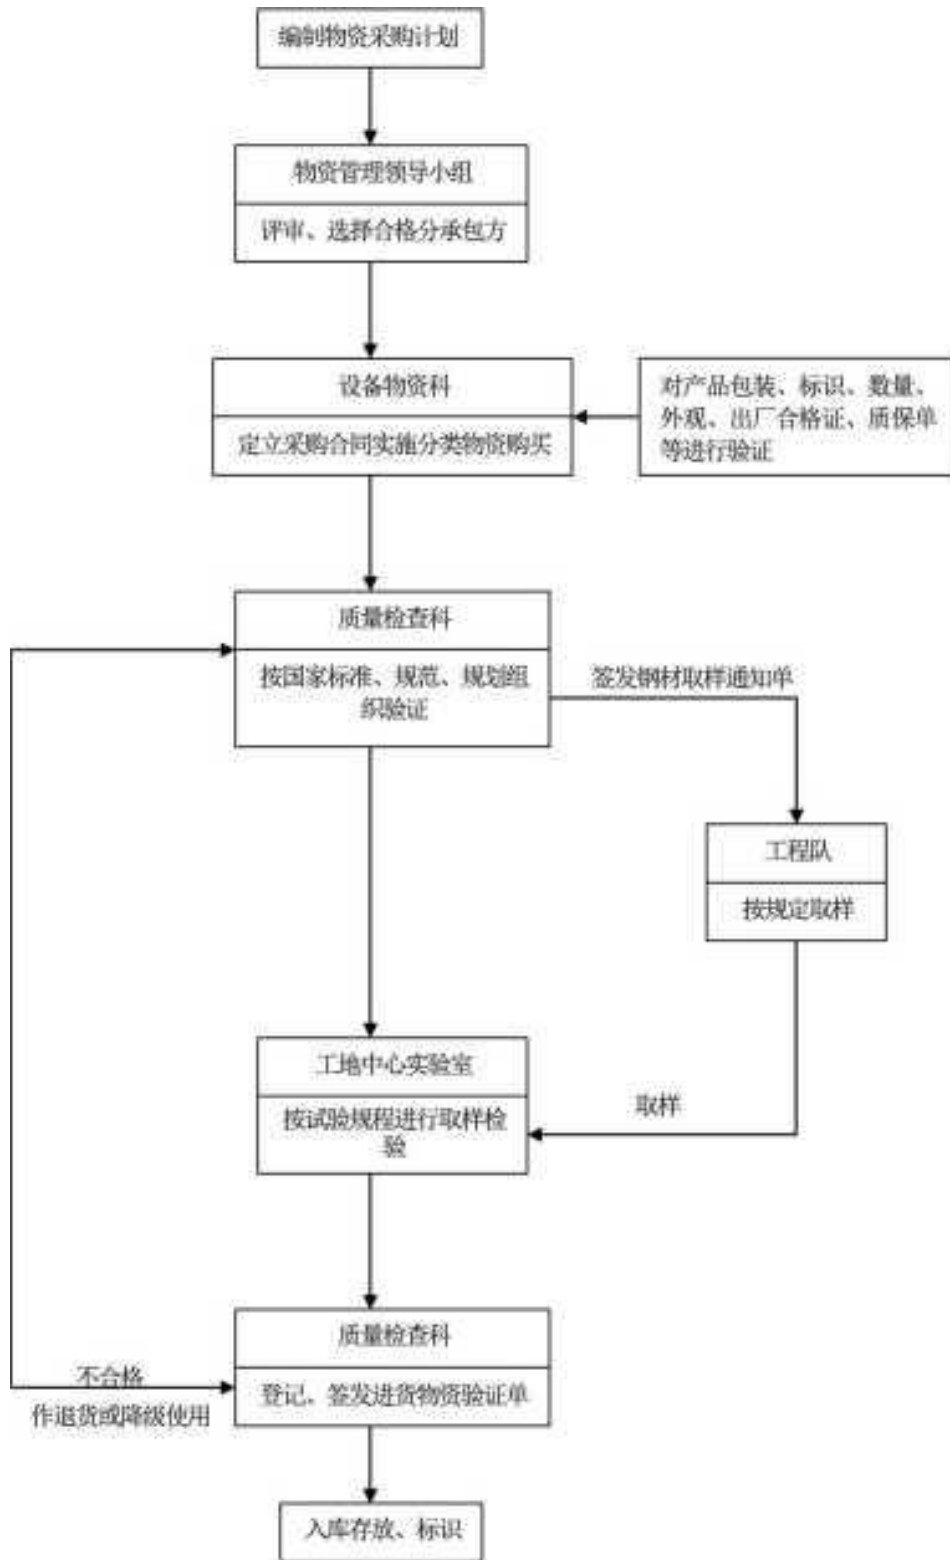 编制物资采购计划
物资管理领导小组
评审、选择合格分承包方
设备物资科
定立采购合同实施分类物资购买
对产品包装、标识、数量、
外观、出厂合格证、质保单
等进行验证
质量检查科
按国家标准、规范、规划组
织验证
签发钢材取样通知单
工程队
按规定取样
工地中心实验室
按试验规程进行取样检
验
取样
质量检查科
登记、签发进货物资验证单
不合格
作退货或降级使用
入库存放、标识